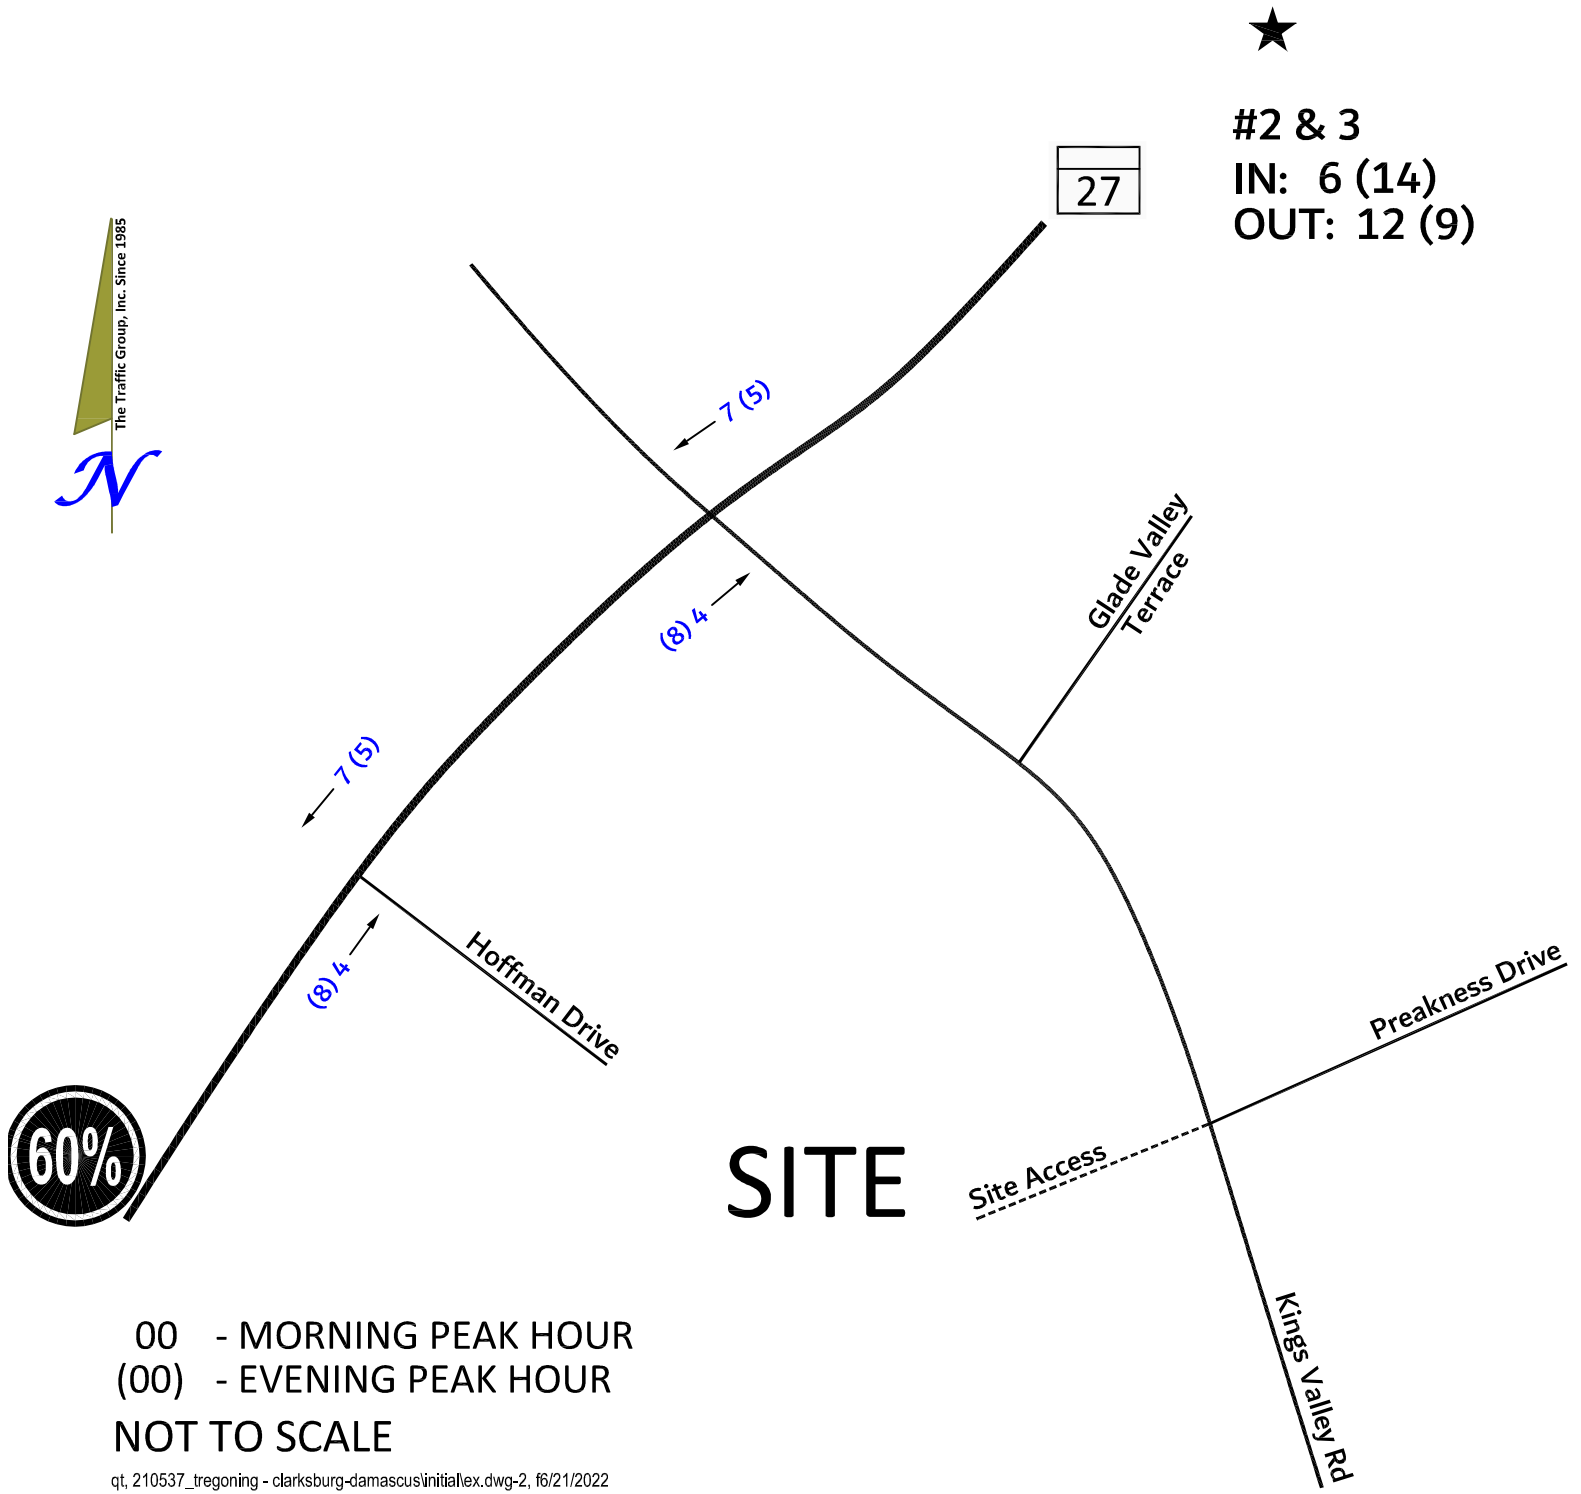 #2 & 3
IN: 6 (14)
OUT: 12 (9)
27
The Traffic Group, Inc. Since 1985
N
7 (5)
(8) 4
Glade Valley
Terrace
7 (5)
(8) 4
Hoffman Drive
Preakness Drive
60%
SITE
Site Access
Kings Valley Rd
00 - MORNING PEAK HOUR
(00) - EVENING PEAK HOUR
NOT TO SCALE
qt, 210537_tregoning - clarksburg-damascus\initial\ex.dwg-2, f6/21/2022